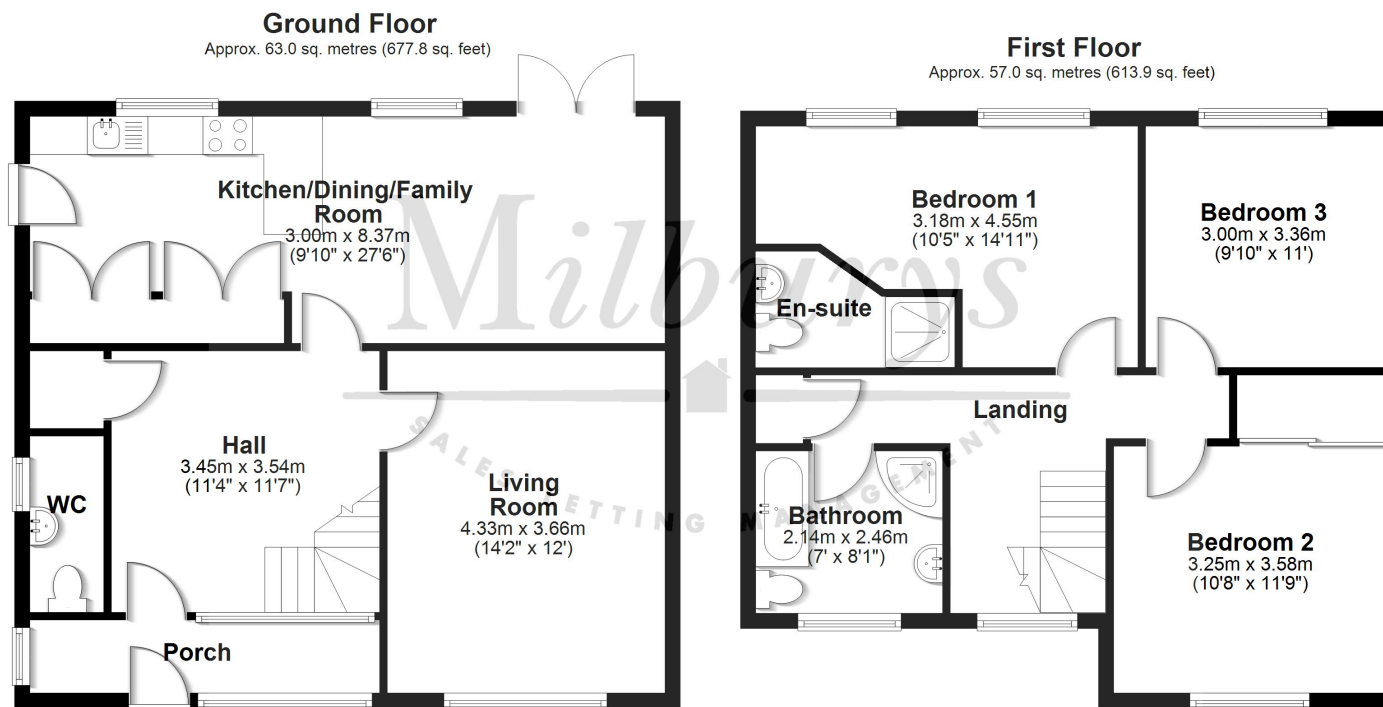 Ground Floor
Approx. 63.0 sq. metres (677.8 sq. feet)
Kitchen/Dining/Family
Room
3.00m x 8.37m
(9'10" x 27'6")
Hall
3.45m x 3.54m
(11'4" x 11'7")
WC
Living
Room
4.33m x 3.66m
(14'2" x 12')
Porch
First Floor
Approx. 57.0 sq. metres (613.9 sq. feet)
Bedroom 1
3.18m x 4.55m
(10'5" x 14'11")
Bedroom 3
3.00m x 3.36m
(9'10" x 11')
En-suite
Landing
Bathroom
2.14m x 2.46m
(7' x 8'1")
Bedroom 2
3.25m x 3.58m
(10'8" x 11'9")
Milburys
SALES LETTING MANAGEMENT